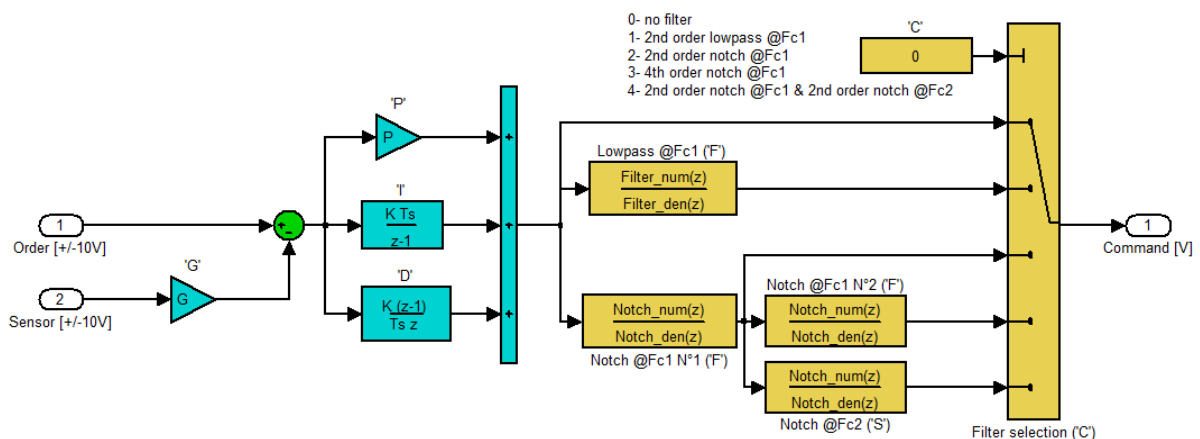 0- no filter
1- 2nd order lowpass @Fc1
2- 2nd order notch @Fc1
3- 4th order notch @Fc1
4- 2nd order notch @Fc1 & 2nd order notch @Fc2
'C'
0
'P'
P
+
Lowpass @Fc1 ('F')
Filter_num(z)
Filter_den(z)
'I'
K Ts
z-1
+
1
Order [+/-10V]
+
-
1
Command [V]
'G'
G
2
Sensor [+/-10V]
'D'
K (z-1)
Ts z
+
Notch_num(z)
Notch_den(z)
Notch @Fc1 N°1 ('F')
Notch @Fc1 N°2 ('F')
Notch_num(z)
Notch_den(z)
Notch_num(z)
Notch_den(z)
Notch @Fc2 ('S')
Filter selection ('C')